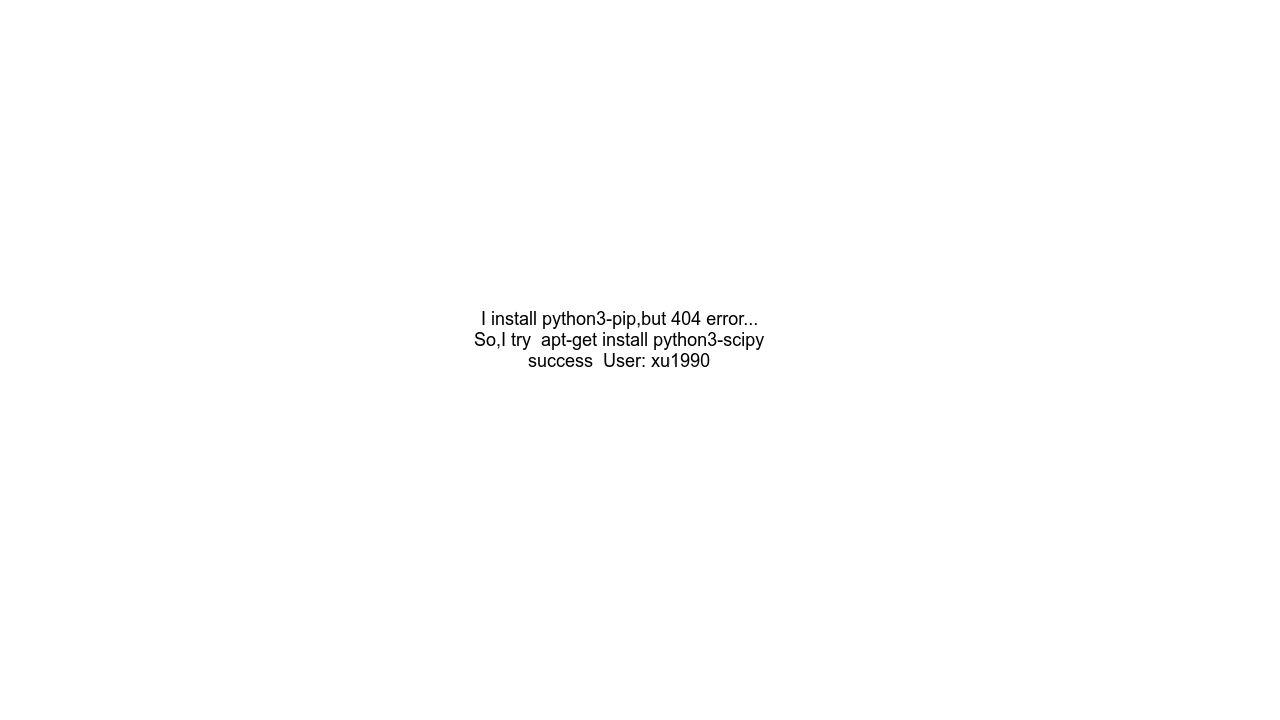 I install python3-pip,but 404 error...
So,I try  apt-get install python3-scipy
success  User: xu1990